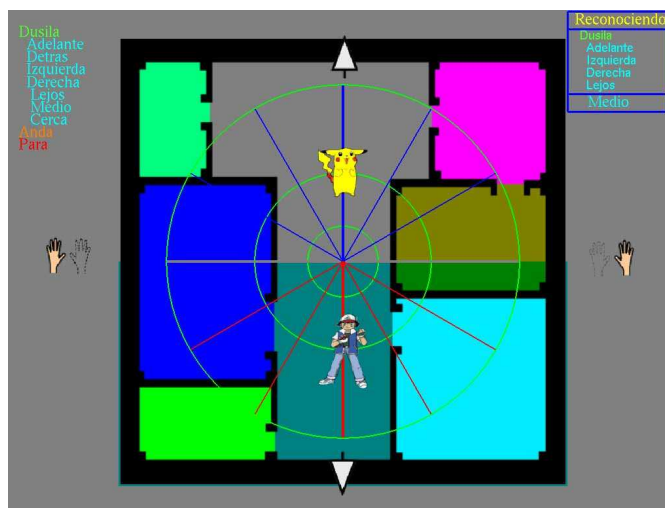 Dusila
Adelante
Detras
Izquierda
Derecha
Lejos
Medio
Cerca
Anda
Para
Reconociendo
Dusila
Adelante
Izquierda
Derecha
Lejos
Medio